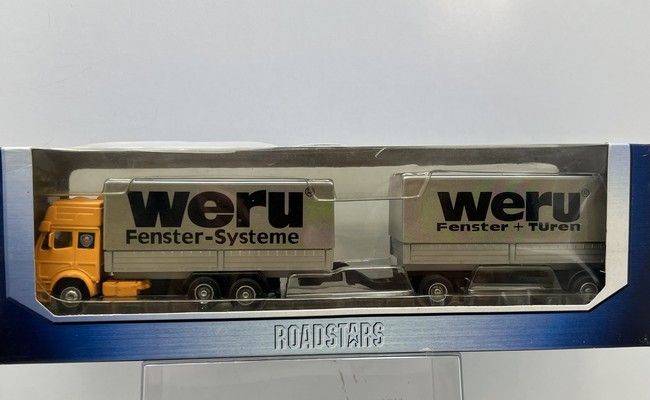 weru®
Fenster-Systeme
weru®
Fenster + Türen
ROADSTARS